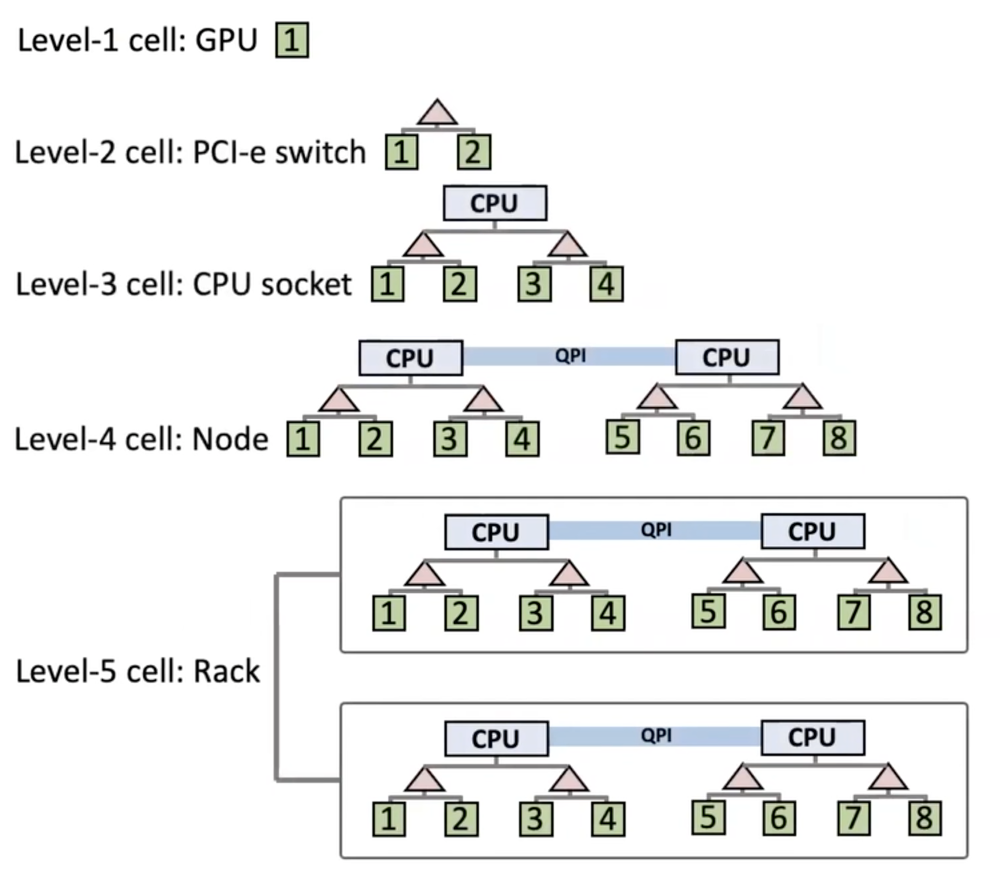 Level-1 cell: GPU 1
Level-2 cell: PCI-e switch 1 2
CPU
Level-3 cell: CPU socket 1 2 3 4
CPU QPI CPU
Level-4 cell: Node 1 2 3 4 5 6 7 8
CPU QPI CPU
1 2 3 4 5 6 7 8
Level-5 cell: Rack
CPU QPI CPU
1 2 3 4 5 6 7 8